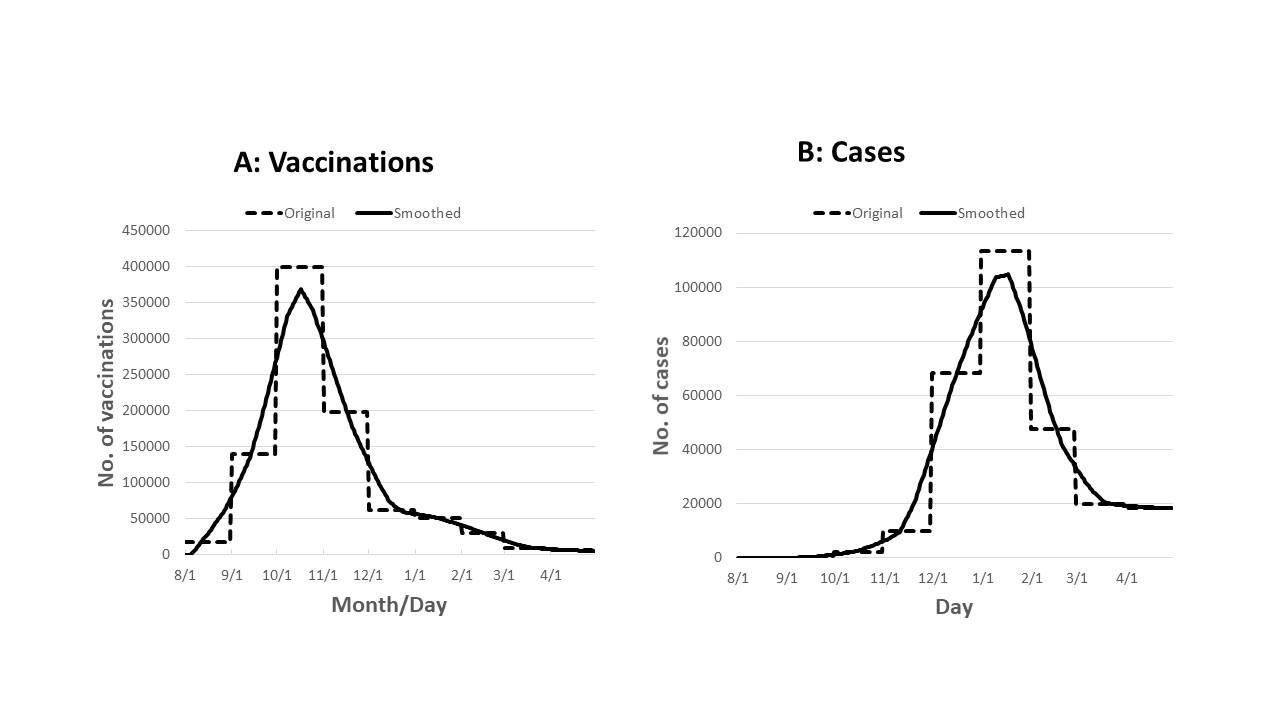 A: Vaccinations
Original Smoothed
450000
400000
350000
300000
250000
200000
150000
100000
50000
0
8/1 9/1 10/1 11/1 12/1 1/1 2/1 3/1 4/1
No. of vaccinations
Month/Day
B: Cases
Original Smoothed
120000
100000
80000
60000
40000
20000
0
8/1 9/1 10/1 11/1 12/1 1/1 2/1 3/1 4/1
No. of cases
Day